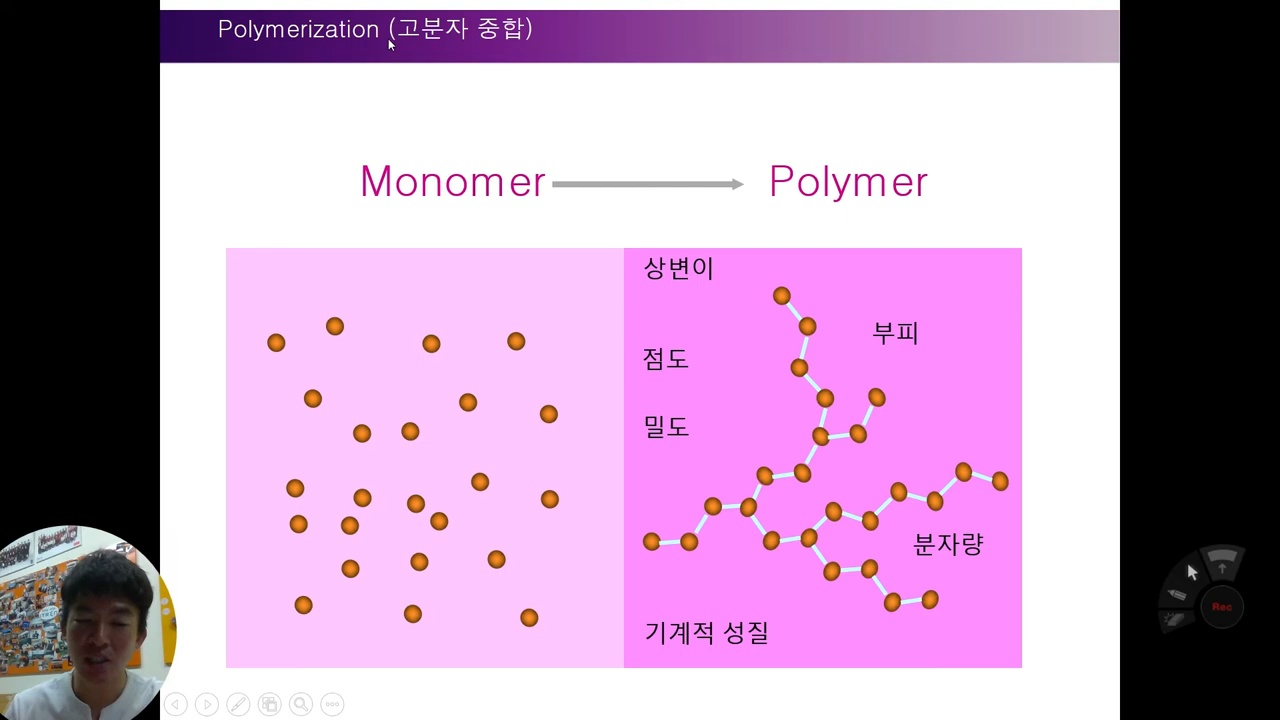 Polymerization (고분자 중합)
Monomer
Polymer
상변이
부피
점도
밀도
분자량
기계적 성질
Rec